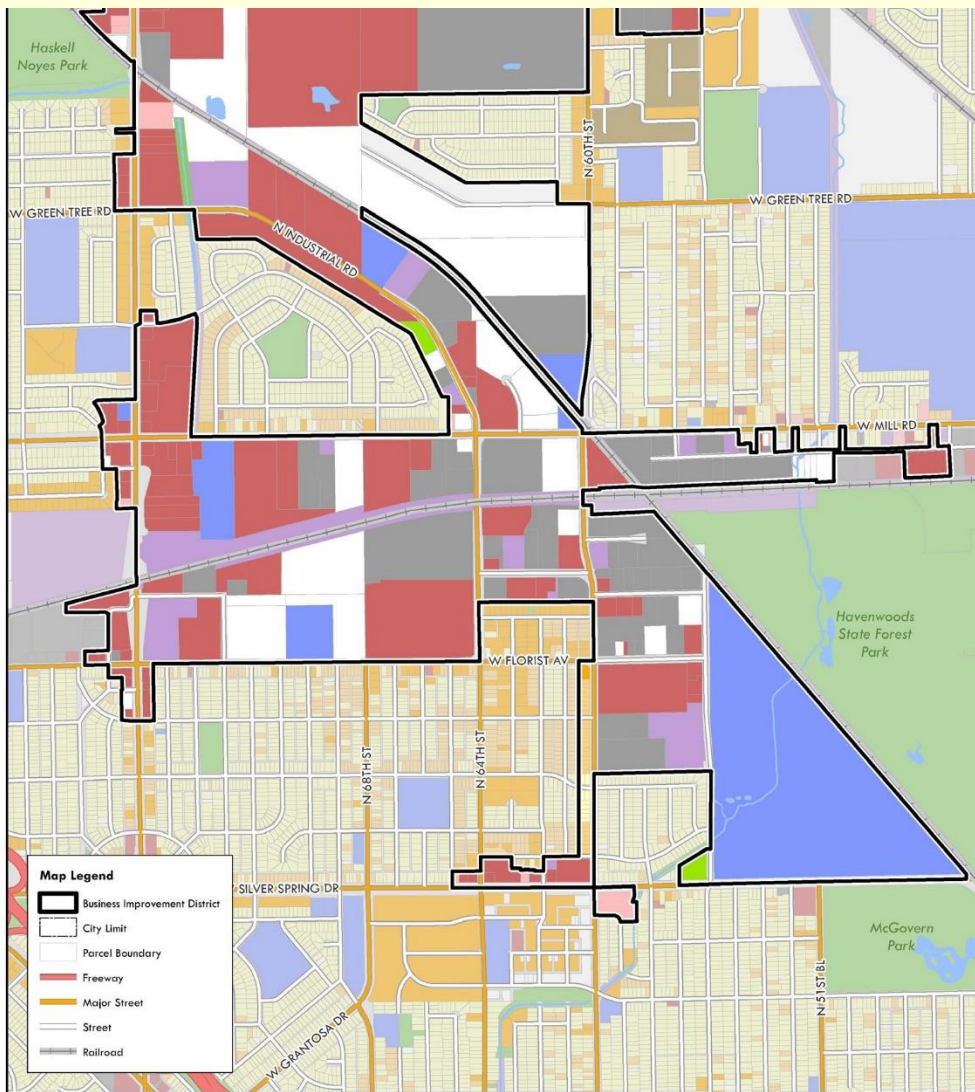 Haskell
Noyes Park
N 60TH ST
W GREEN TREE RD
W GREEN TREE RD
N INDUSTRIAL RD
W MILL RD
Havenwoods
State Forest
Park
W FLORIST AV
N 68TH ST
N 64TH ST
SILVER SPRING DR
McGovern
Park
N 51ST BL
W GRANTOSA DR
Map Legend
Business Improvement District
City Limit
Parcel Boundary
Freeway
Major Street
Street
Railroad